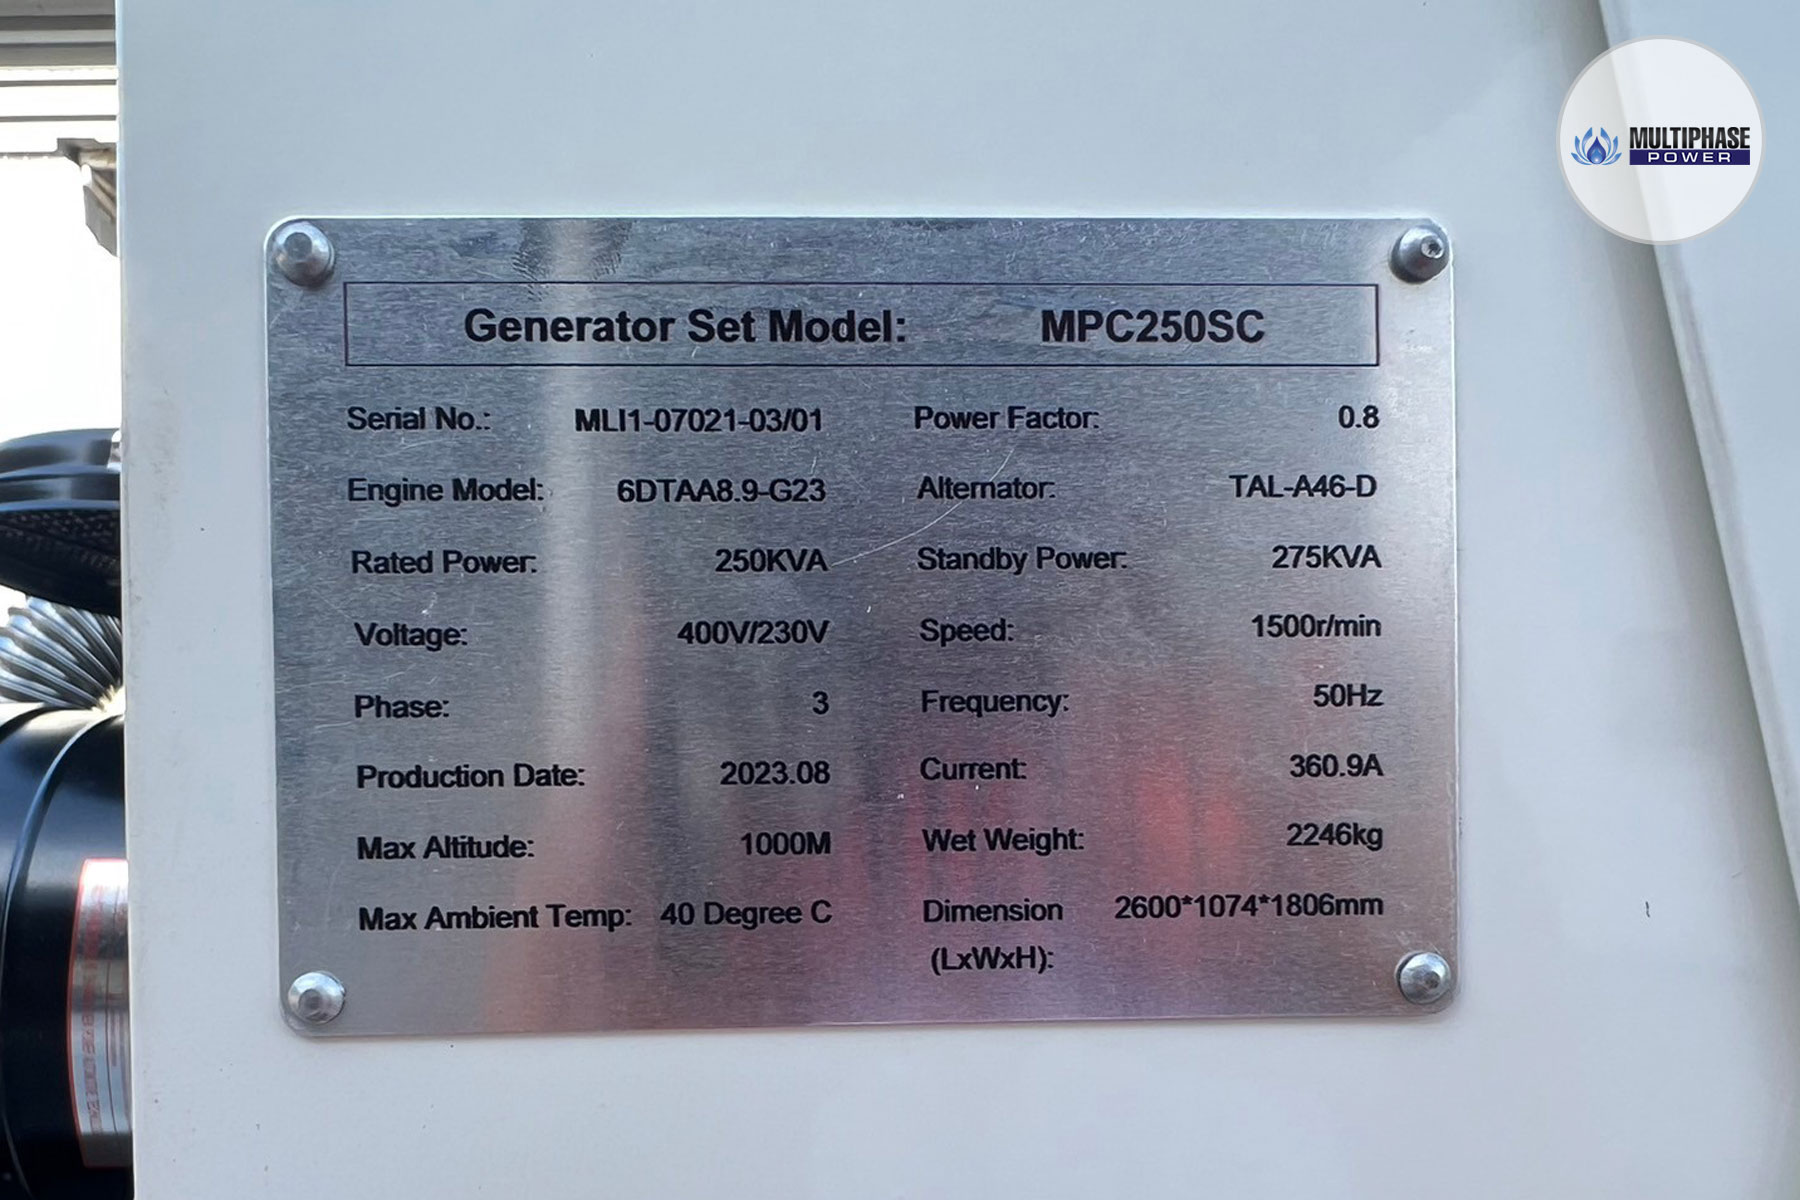 MULTIPHASE
POWER
Generator Set Model: MPC250SC
Serial No.: MLI1-07021-03/01 Power Factor: 0.8
Engine Model: 6DTAA8.9-G23 Alternator: TAL-A46-D
Rated Power: 250KVA Standby Power: 275KVA
Voltage: 400V/230V Speed: 1500r/min
Phase: 3 Frequency: 50Hz
Production Date: 2023.08 Current: 360.9A
Max Altitude: 1000M Wet Weight: 2246kg
Max Ambient Temp: 40 Degree C Dimension 2600*1074*1806mm
(LxWxH):